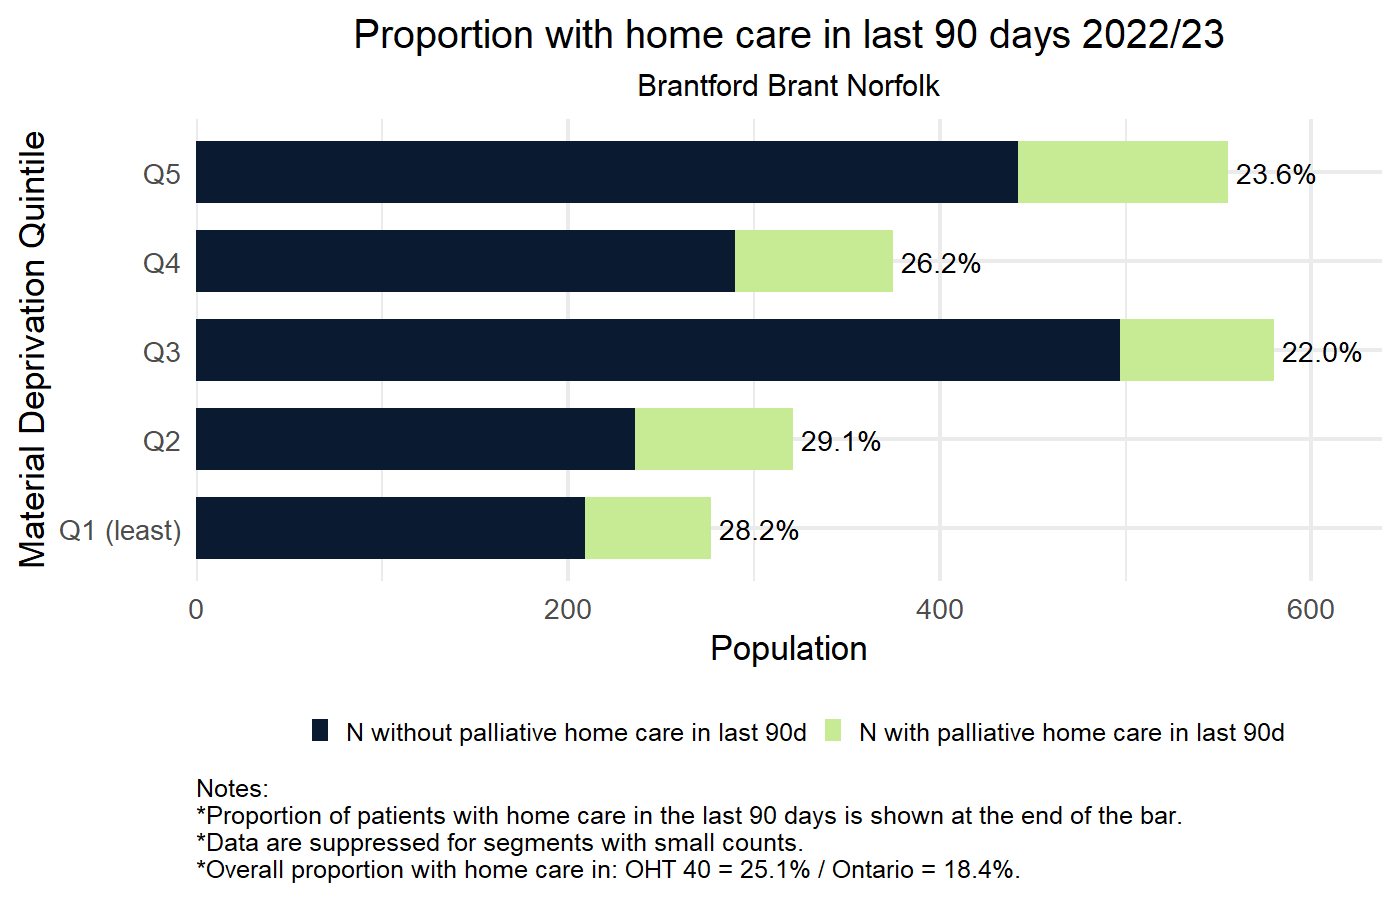 Proportion with home care in last 90 days 2022/23
Brantford Brant Norfolk
Material Deprivation Quintile
Q5
23.6%
Q4
26.2%
Q3
22.0%
Q2
29.1%
Q1 (least)
28.2%
0 200 400 600
Population
N without palliative home care in last 90d N with palliative home care in last 90d
Notes:
*Proportion of patients with home care in the last 90 days is shown at the end of the bar.
*Data are suppressed for segments with small counts.
*Overall proportion with home care in: OHT 40 = 25.1% / Ontario = 18.4%.